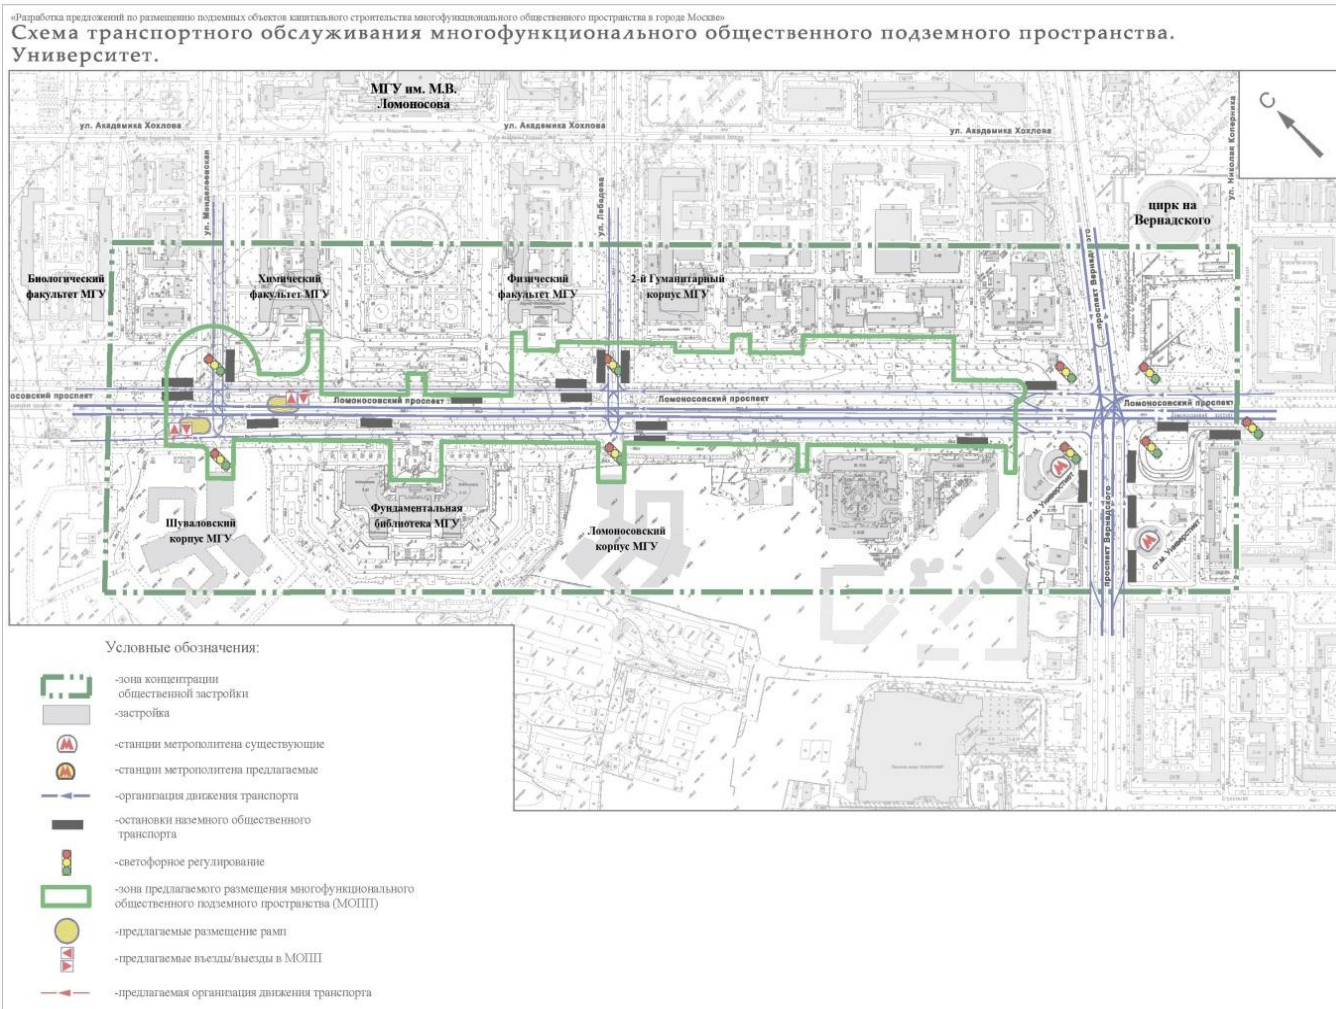 «Разработка предложений по размещению подземных объектов капитального строительства многофункционального общественного пространства в городе Москве»
Схема транспортного обслуживания многофункционального общественного подземного пространства.
Университет.
МГУ им. М.В.
Ломоносова
С
ул. Академика Хохлова
ул. Академика Хохлова
ул. Академика Хохлова
ул. Менделеевская
ул. Лебедева
ул. Николая Коперника
цирк на
Вернадского
проспект Вернадского
Биологический
факультет МГУ
Химический
факультет МГУ
Физический
факультет МГУ
2-й Гуманитарный
корпус МГУ
осовский проспект
Ломоносовский проспект
Ломоносовский проспект
Ломоносовский проспект
ст.м. Университет
ст.м. Университет
проспект Вернадского
Шуваловский
корпус МГУ
Фундаментальная
библиотека МГУ
Ломоносовский
корпус МГУ
Условные обозначения:
-зона концентрации
общественной застройки
-застройка
-станции метрополитена существующие
-станции метрополитена предлагаемые
-организация движения транспорта
-остановки наземного общественного
транспорта
-светофорное регулирование
-зона предлагаемого размещения многофункционального
общественного подземного пространства (МОПП)
-предлагаемые размещение рамп
-предлагаемые въезды/выезды в МОПП
-предлагаемая организация движения транспорта